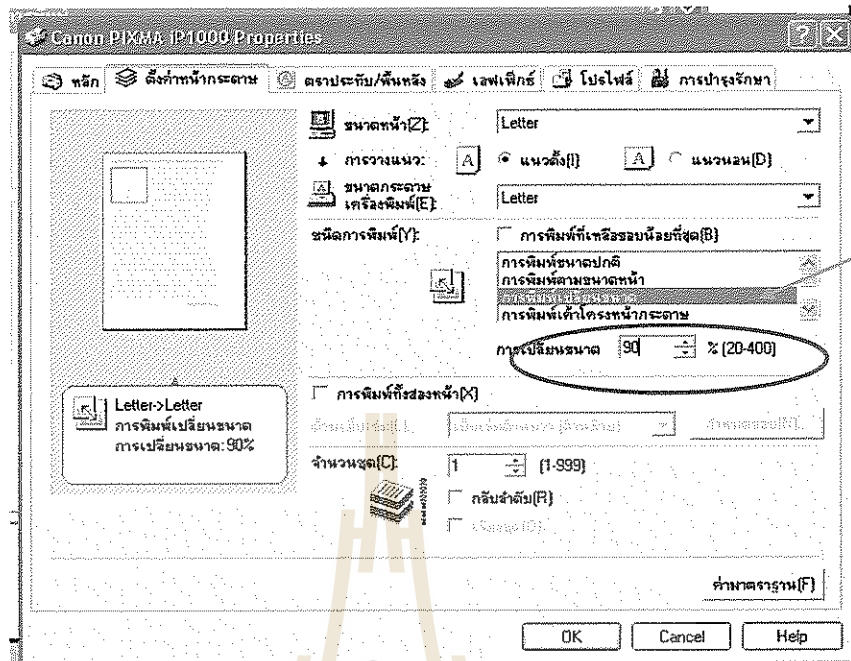 Canon PIXMA iP1000 Properties
หลัก ตั้งค่าหน้ากระดาษ ตราประทับ/พื้นหลัง เอฟเฟ็กซ์ โปรไฟล์ การบำรุงรักษา
ขนาดหน้า(Z): Letter
การวางแนว: A แนวตั้ง(I) A แนวนอน(D)
ขนาดกระดาษ
เครื่องพิมพ์(E): Letter
ชนิดการพิมพ์(Y): การพิมพ์ที่เหลือขอบน้อยที่สุด(B)
การพิมพ์ขนาดปกติ
การพิมพ์ตามขนาดหน้า
การพิมพ์เปลี่ยนขนาด
การพิมพ์เค้าโครงหน้ากระดาษ
การเปลี่ยนขนาด 90 % (20-400)
Letter->Letter
การพิมพ์เปลี่ยนขนาด
การเปลี่ยนขนาด: 90%
การพิมพ์ทั้งสองหน้า(X)
จำนวนชุด(C): 1 (1-999)
กลับลำดับ(R)
ค่ามาตราฐาน(F)
OK Cancel Help